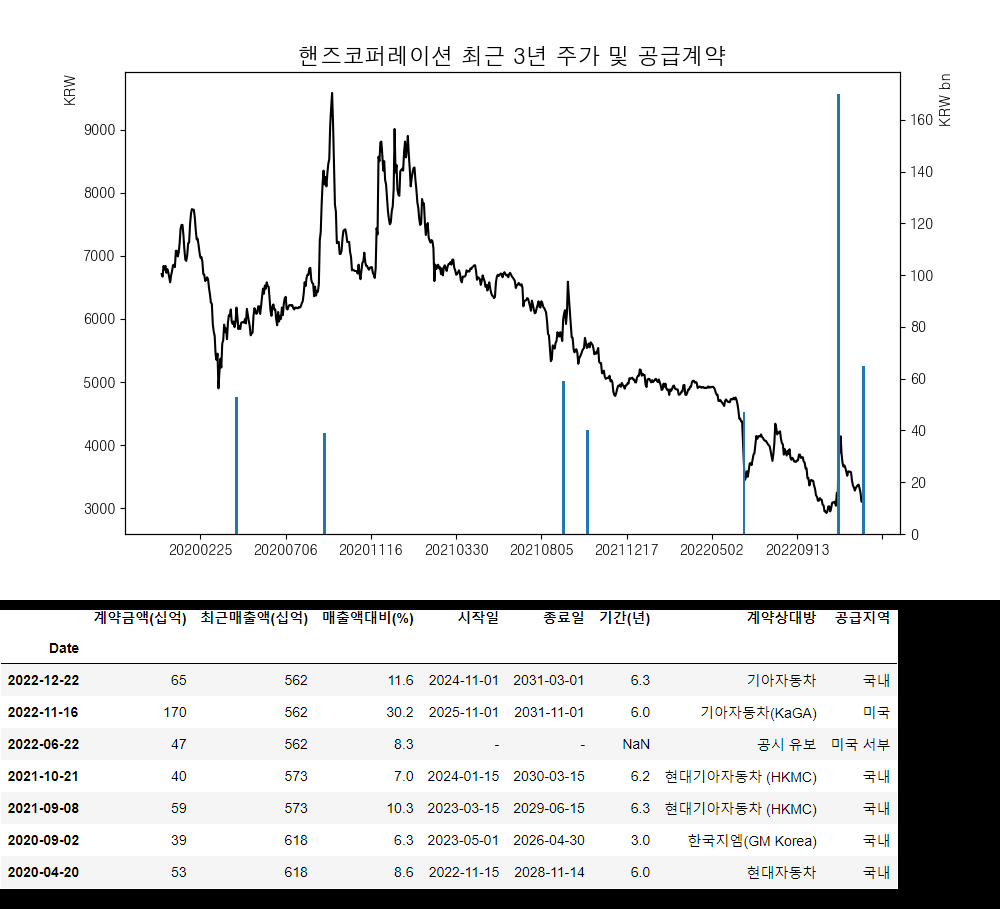 핸즈코퍼레이션 최근 3년 주가 및 공급계약
KRW
KRW bn
9000
8000
7000
6000
5000
4000
3000
160
140
120
100
80
60
40
20
0
20200225 20200706 20201116 20210330 20210805 20211217 20220502 20220913
계약금액(십억) 최근매출액(십억) 매출액대비(%) 시작일 종료일 기간(년) 계약상대방 공급지역
Date
2022-12-22 65 562 11.6 2024-11-01 2031-03-01 6.3 기아자동차 국내
2022-11-16 170 562 30.2 2025-11-01 2031-11-01 6.0 기아자동차(KaGA) 미국
2022-06-22 47 562 8.3 - - NaN 공시 유보 미국 서부
2021-10-21 40 573 7.0 2024-01-15 2030-03-15 6.2 현대기아자동차 (HKMC) 국내
2021-09-08 59 573 10.3 2023-03-15 2029-06-15 6.3 현대기아자동차 (HKMC) 국내
2020-09-02 39 618 6.3 2023-05-01 2026-04-30 3.0 한국지엠(GM Korea) 국내
2020-04-20 53 618 8.6 2022-11-15 2028-11-14 6.0 현대자동차 국내